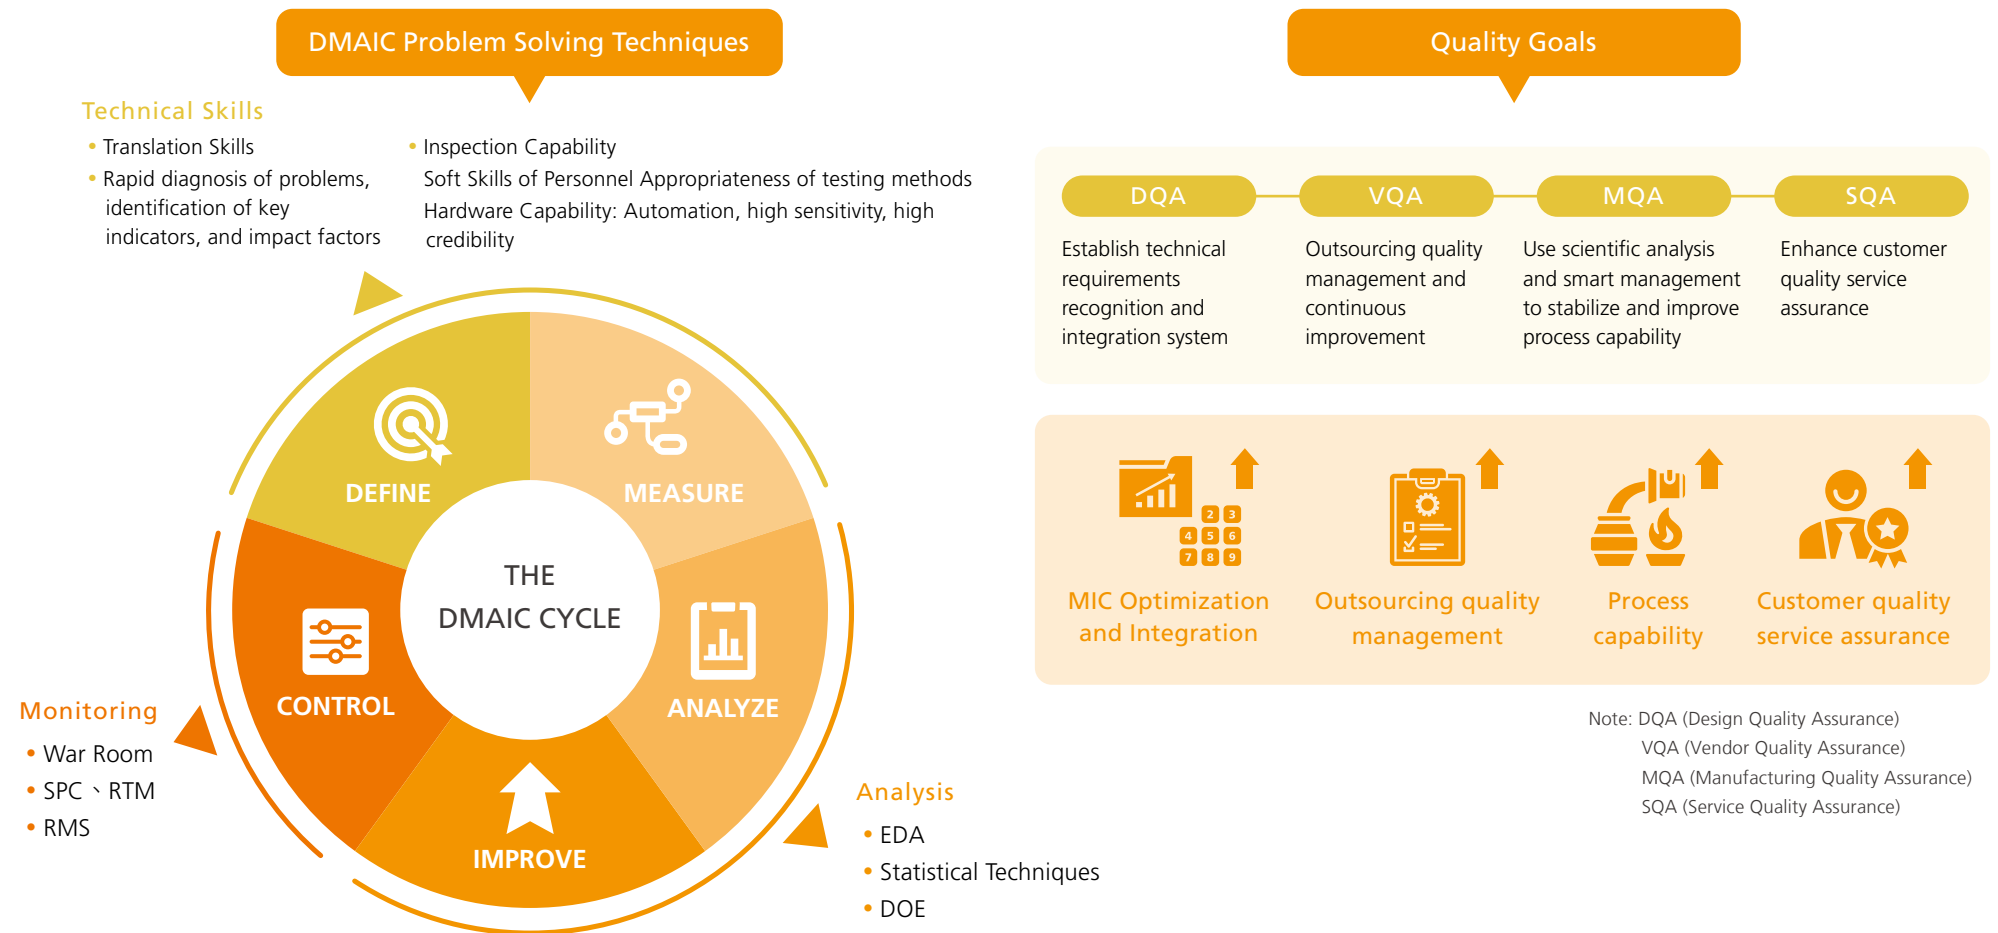 DMAIC Problem Solving Techniques
Technical Skills
• Translation Skills
• Rapid diagnosis of problems,
identification of key
indicators, and impact factors
• Inspection Capability
Soft Skills of Personnel Appropriateness of testing methods
Hardware Capability: Automation, high sensitivity, high
credibility
DEFINE
MEASURE
ANALYZE
IMPROVE
CONTROL
THE
DMAIC CYCLE
Monitoring
• War Room
• SPC、RTM
• RMS
Analysis
• EDA
• Statistical Techniques
• DOE
Quality Goals
DQA
Establish technical
requirements
recognition and
integration system
VQA
Outsourcing quality
management and
continuous
improvement
MQA
Use scientific analysis
and smart management
to stabilize and improve
process capability
SQA
Enhance customer
quality service
assurance
2 3
4 5 6
7 8 9
MIC Optimization
and Integration
Outsourcing quality
management
Process
capability
Customer quality
service assurance
Note: DQA (Design Quality Assurance)
VQA (Vendor Quality Assurance)
MQA (Manufacturing Quality Assurance)
SQA (Service Quality Assurance)